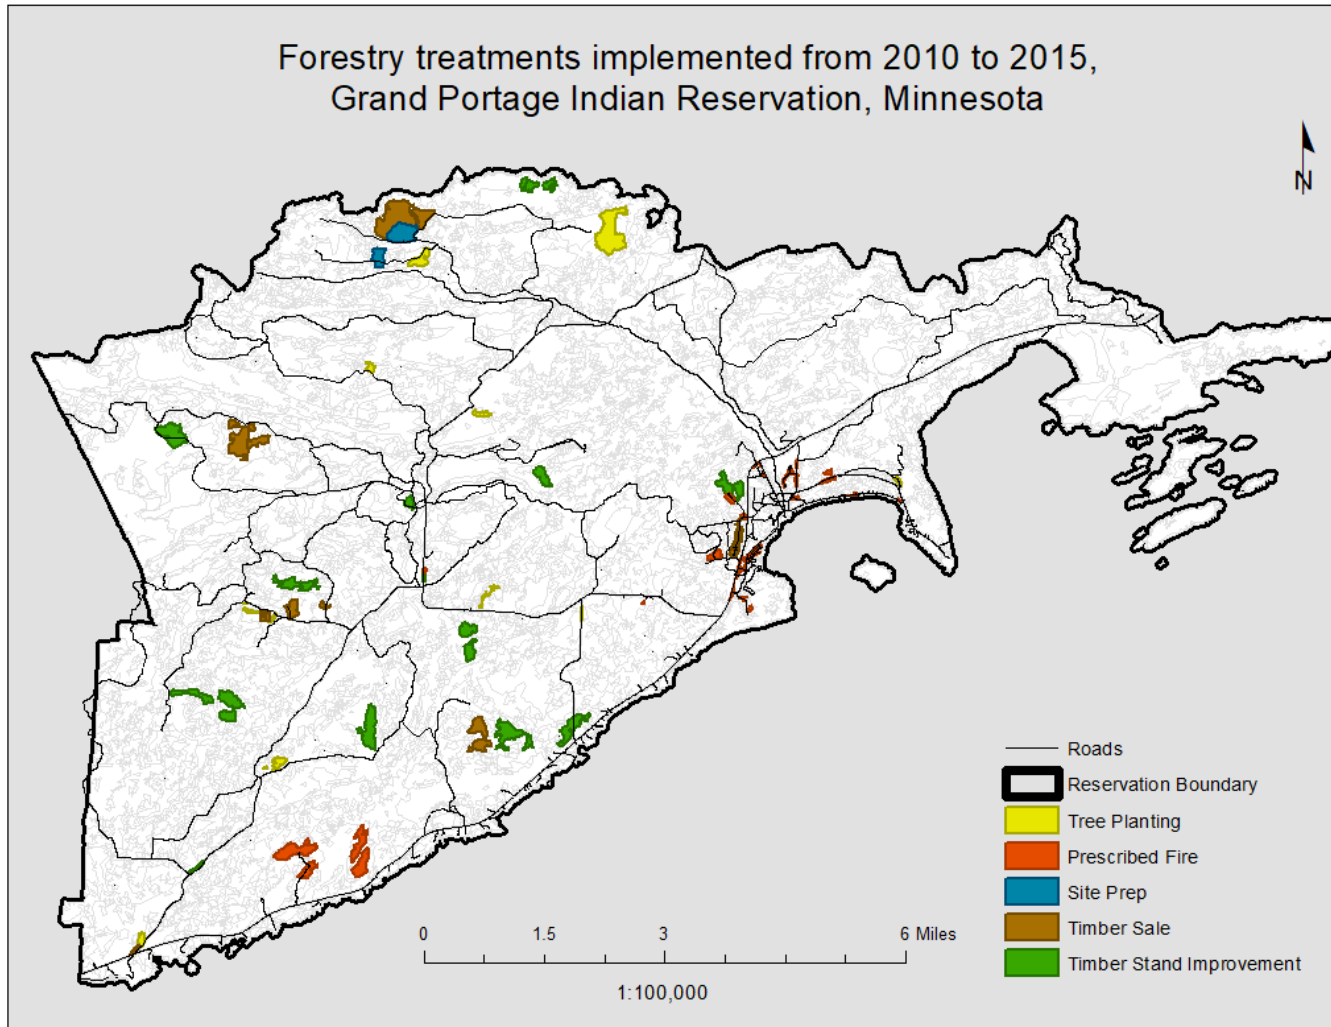 Forestry treatments implemented from 2010 to 2015,
Grand Portage Indian Reservation, Minnesota
N
Roads
Reservation Boundary
Tree Planting
Prescribed Fire
Site Prep
Timber Sale
Timber Stand Improvement
0 1.5 3 6 Miles
1:100,000